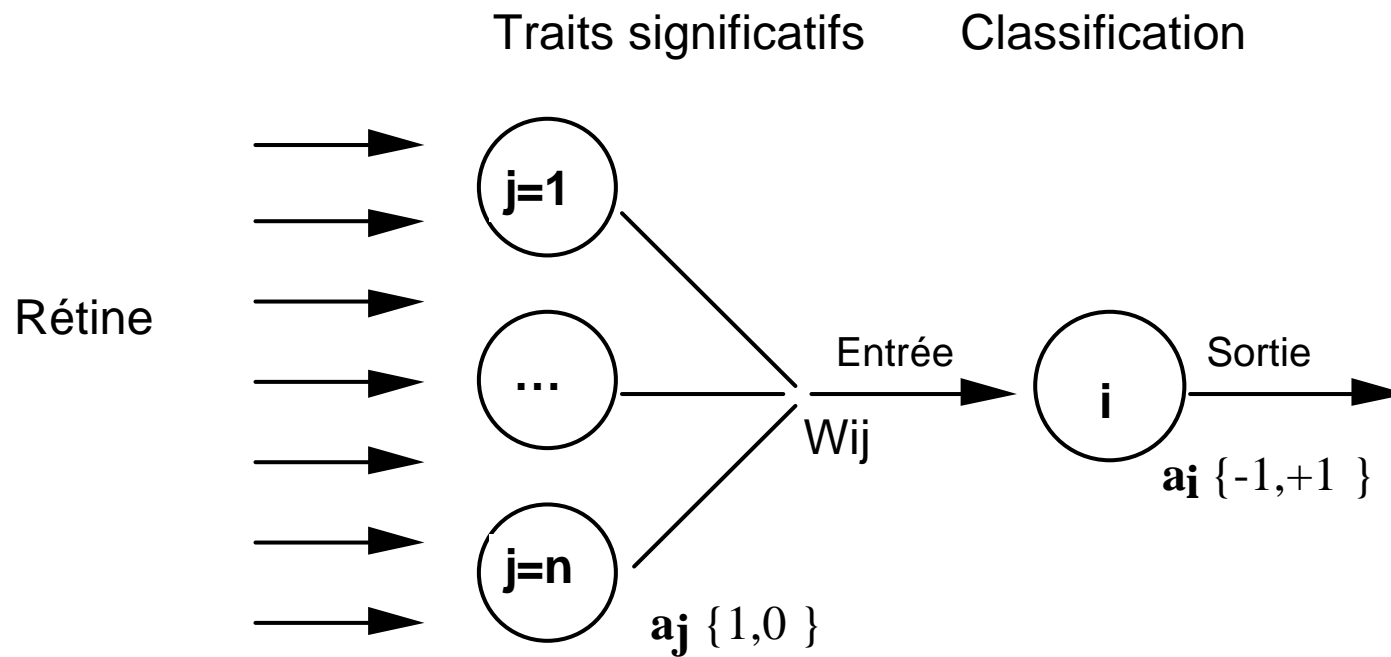 Traits significatifs Classification
j=1
Rétine
...
Entrée
i
Sortie
Wij
ai {-1,+1 }
j=n
aj {1,0 }